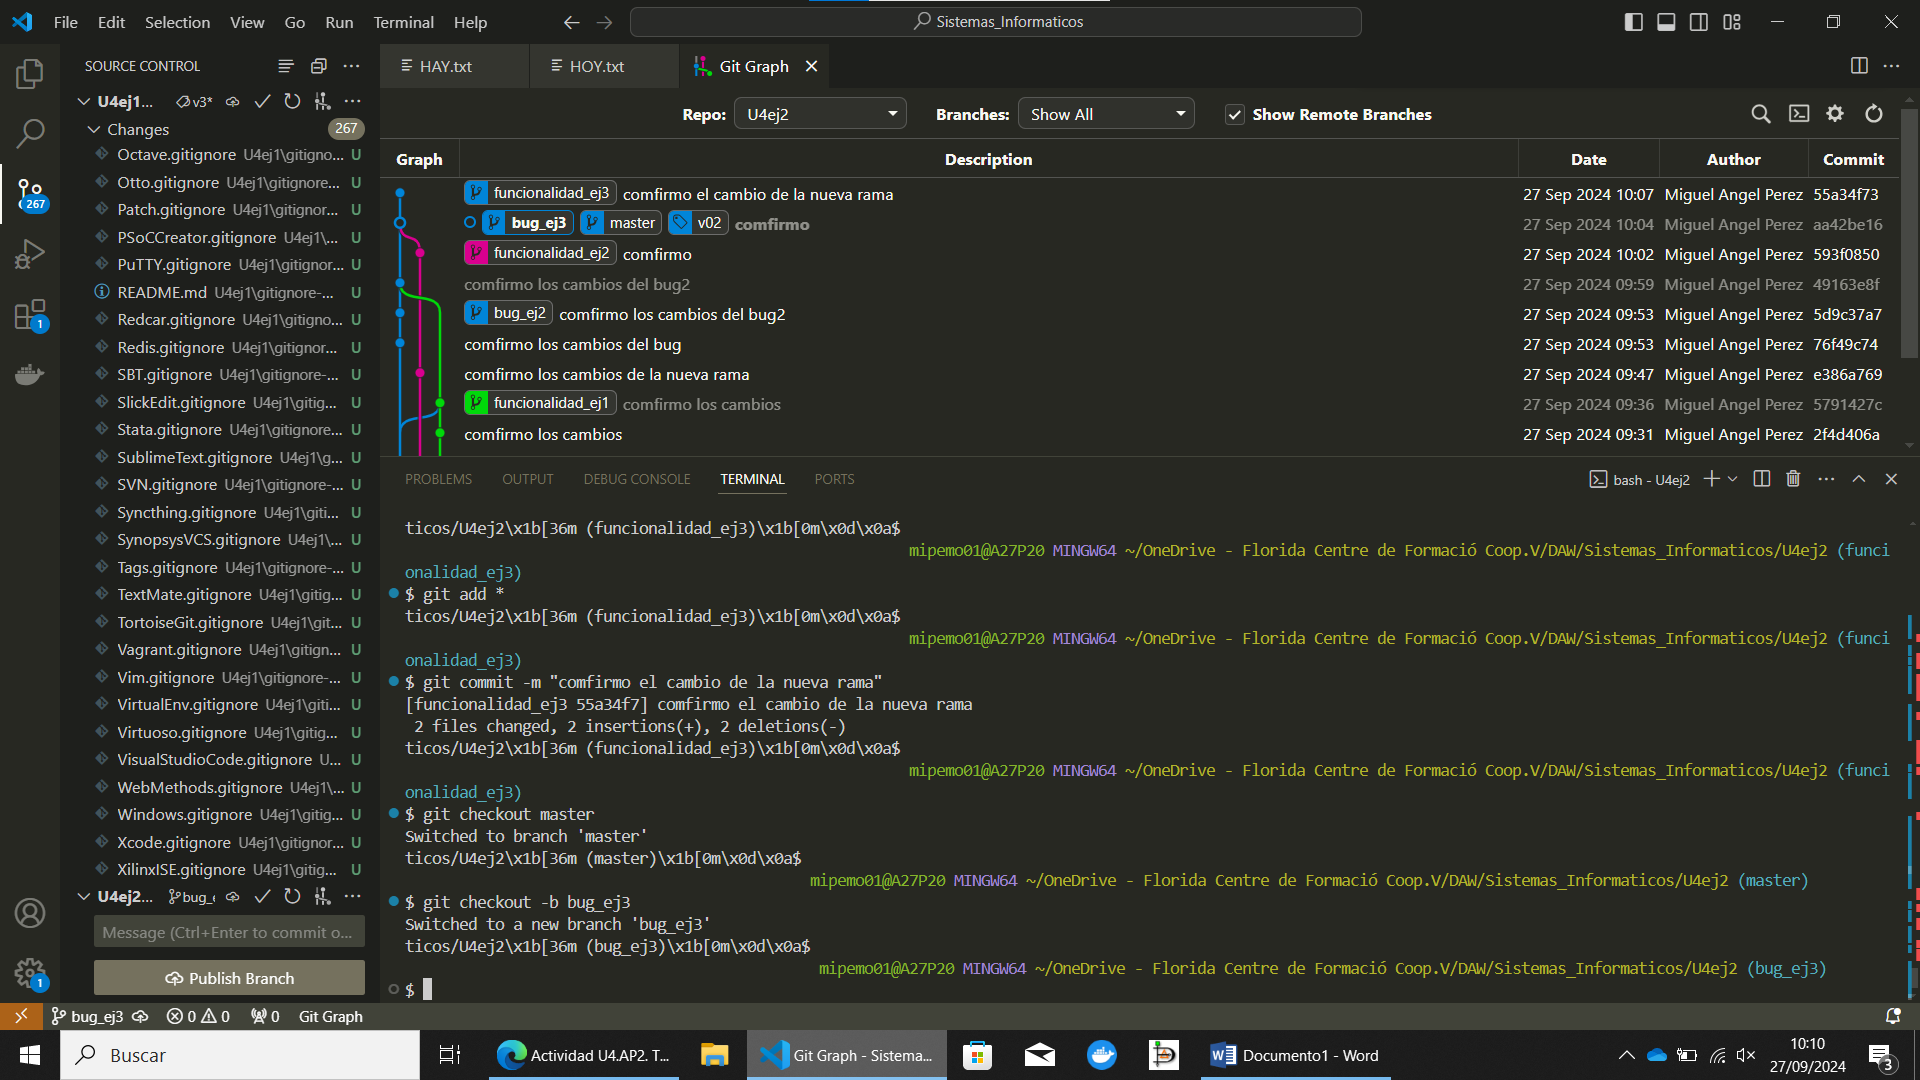 File Edit Selection View Go Run Terminal Help
Sistemas_Informaticos
SOURCE CONTROL
U4ej1... v3*
Changes 267
Octave.gitignore U4ej1\gitigno... U
Otto.gitignore U4ej1\gitignore... U
Patch.gitignore U4ej1\gitignor... U
PSoCCreator.gitignore U4ej1\... U
PuTTY.gitignore U4ej1\gitignor... U
README.md U4ej1\gitignore-... U
Redcar.gitignore U4ej1\gitigno... U
Redis.gitignore U4ej1\gitignor... U
SBT.gitignore U4ej1\gitignore-... U
SlickEdit.gitignore U4ej1\gitig... U
Stata.gitignore U4ej1\gitignore... U
SublimeText.gitignore U4ej1\g... U
SVN.gitignore U4ej1\gitignore-... U
Syncthing.gitignore U4ej1\giti... U
SynopsysVCS.gitignore U4ej1\... U
Tags.gitignore U4ej1\gitignore-... U
TextMate.gitignore U4ej1\gitig... U
TortoiseGit.gitignore U4ej1\git... U
Vagrant.gitignore U4ej1\gitign... U
Vim.gitignore U4ej1\gitignore-... U
VirtualEnv.gitignore U4ej1\giti... U
Virtuoso.gitignore U4ej1\gitig... U
VisualStudioCode.gitignore U... U
WebMethods.gitignore U4ej1\... U
Windows.gitignore U4ej1\gitig... U
Xcode.gitignore U4ej1\gitignor... U
XilinxISE.gitignore U4ej1\gitig... U
U4ej2... bug_e
Message (Ctrl+Enter to commit o...
Publish Branch
267
1
1
HAY.txt HOY.txt Git Graph
Repo: U4ej2 Branches: Show All Show Remote Branches
Graph Description Date Author Commit
funcionalidad_ej3 comfirmo el cambio de la nueva rama 27 Sep 2024 10:07 Miguel Angel Perez 55a34f73
bug_ej3 master v02 comfirmo 27 Sep 2024 10:04 Miguel Angel Perez aa42be16
funcionalidad_ej2 comfirmo 27 Sep 2024 10:02 Miguel Angel Perez 593f0850
comfirmo los cambios del bug2 27 Sep 2024 09:59 Miguel Angel Perez 49163e8f
bug_ej2 comfirmo los cambios del bug2 27 Sep 2024 09:53 Miguel Angel Perez 5d9c37a7
comfirmo los cambios del bug 27 Sep 2024 09:53 Miguel Angel Perez 76f49c74
comfirmo los cambios de la nueva rama 27 Sep 2024 09:47 Miguel Angel Perez e386a769
funcionalidad_ej1 comfirmo los cambios 27 Sep 2024 09:36 Miguel Angel Perez 5791427c
comfirmo los cambios 27 Sep 2024 09:31 Miguel Angel Perez 2f4d406a
PROBLEMS OUTPUT DEBUG CONSOLE TERMINAL PORTS bash - U4ej2
ticos/U4ej2\x1b[36m (funcionalidad_ej3)\x1b[0m\x0d\x0a$
mipemo01@A27P20 MINGW64 ~/OneDrive - Florida Centre de Formació Coop.V/DAW/Sistemas_Informaticos/U4ej2 (funci
onalidad_ej3)
$ git add *
ticos/U4ej2\x1b[36m (funcionalidad_ej3)\x1b[0m\x0d\x0a$
mipemo01@A27P20 MINGW64 ~/OneDrive - Florida Centre de Formació Coop.V/DAW/Sistemas_Informaticos/U4ej2 (funci
onalidad_ej3)
$ git commit -m "comfirmo el cambio de la nueva rama"
[funcionalidad_ej3 55a34f7] comfirmo el cambio de la nueva rama
2 files changed, 2 insertions(+), 2 deletions(-)
ticos/U4ej2\x1b[36m (funcionalidad_ej3)\x1b[0m\x0d\x0a$
mipemo01@A27P20 MINGW64 ~/OneDrive - Florida Centre de Formació Coop.V/DAW/Sistemas_Informaticos/U4ej2 (funci
onalidad_ej3)
$ git checkout master
Switched to branch 'master'
ticos/U4ej2\x1b[36m (master)\x1b[0m\x0d\x0a$
mipemo01@A27P20 MINGW64 ~/OneDrive - Florida Centre de Formació Coop.V/DAW/Sistemas_Informaticos/U4ej2 (master)
$ git checkout -b bug_ej3
Switched to a new branch 'bug_ej3'
ticos/U4ej2\x1b[36m (bug_ej3)\x1b[0m\x0d\x0a$
mipemo01@A27P20 MINGW64 ~/OneDrive - Florida Centre de Formació Coop.V/DAW/Sistemas_Informaticos/U4ej2 (bug_ej3)
$
bug_ej3 0 0 0 Git Graph
Buscar
Actividad U4.AP2. T...
Git Graph - Sistema...
Documento1 - Word
10:10
27/09/2024
3